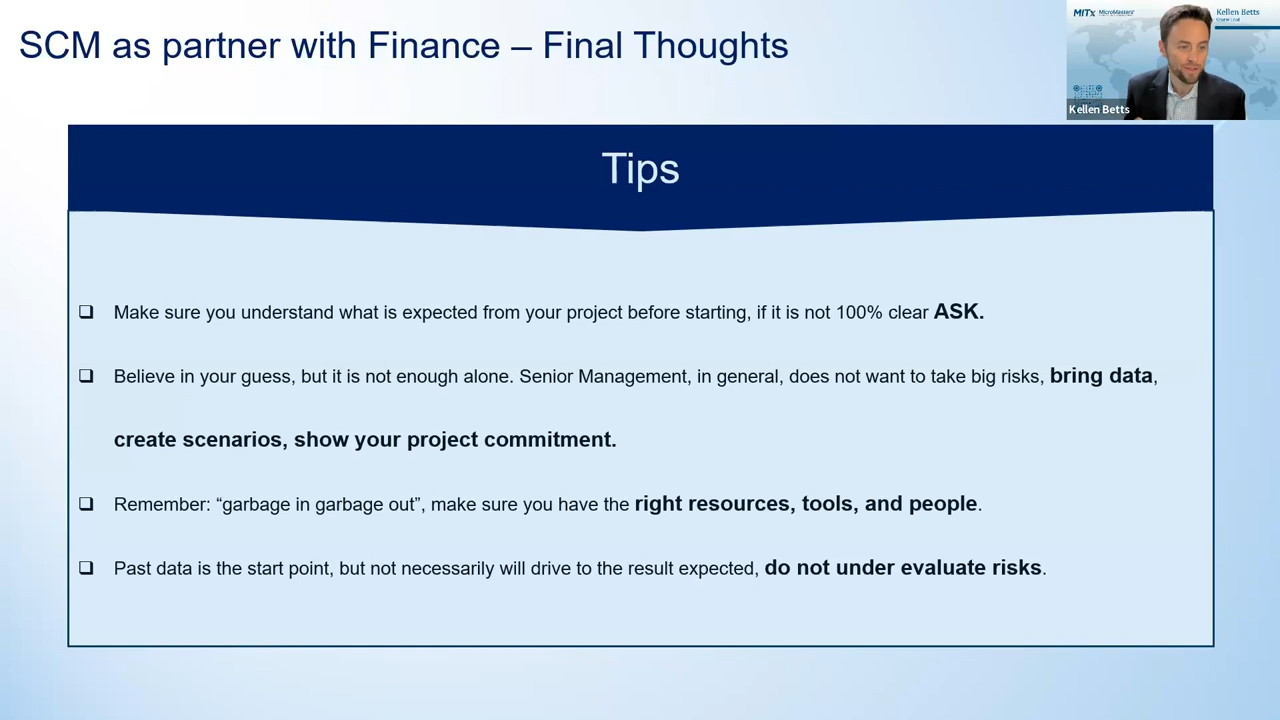 SCM as partner with Finance – Final Thoughts
MITx MicroMasters®
Kellen Betts
Kellen Betts
Tips
❑ Make sure you understand what is expected from your project before starting, if it is not 100% clear ASK.
❑ Believe in your guess, but it is not enough alone. Senior Management, in general, does not want to take big risks, bring data,
create scenarios, show your project commitment.
❑ Remember: “garbage in garbage out”, make sure you have the right resources, tools, and people.
❑ Past data is the start point, but not necessarily will drive to the result expected, do not under evaluate risks.